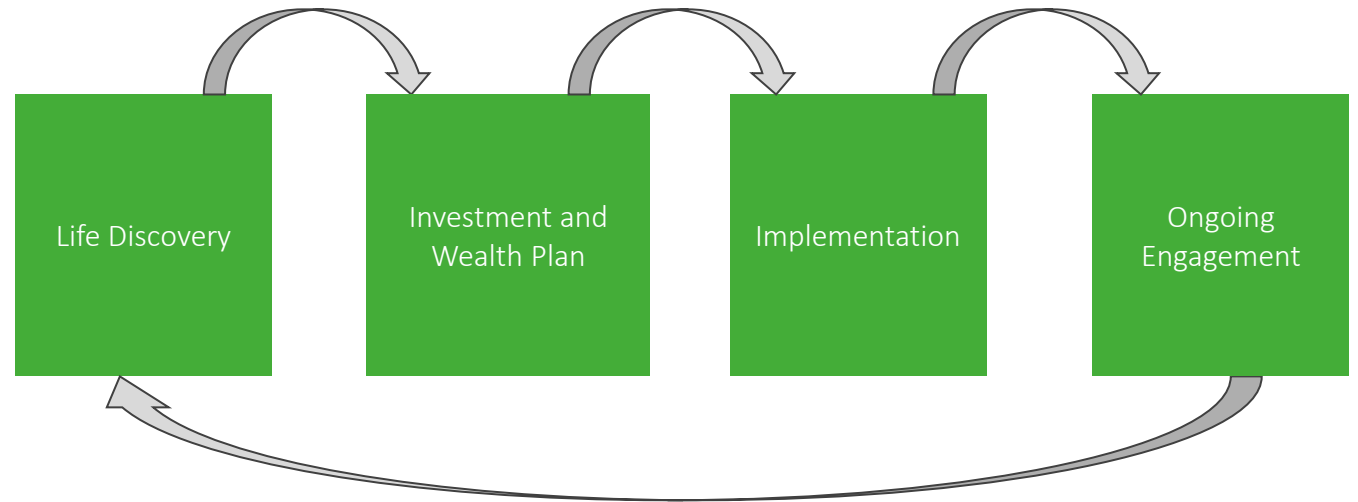 Life Discovery
Investment and
Wealth Plan
Implementation
Ongoing
Engagement